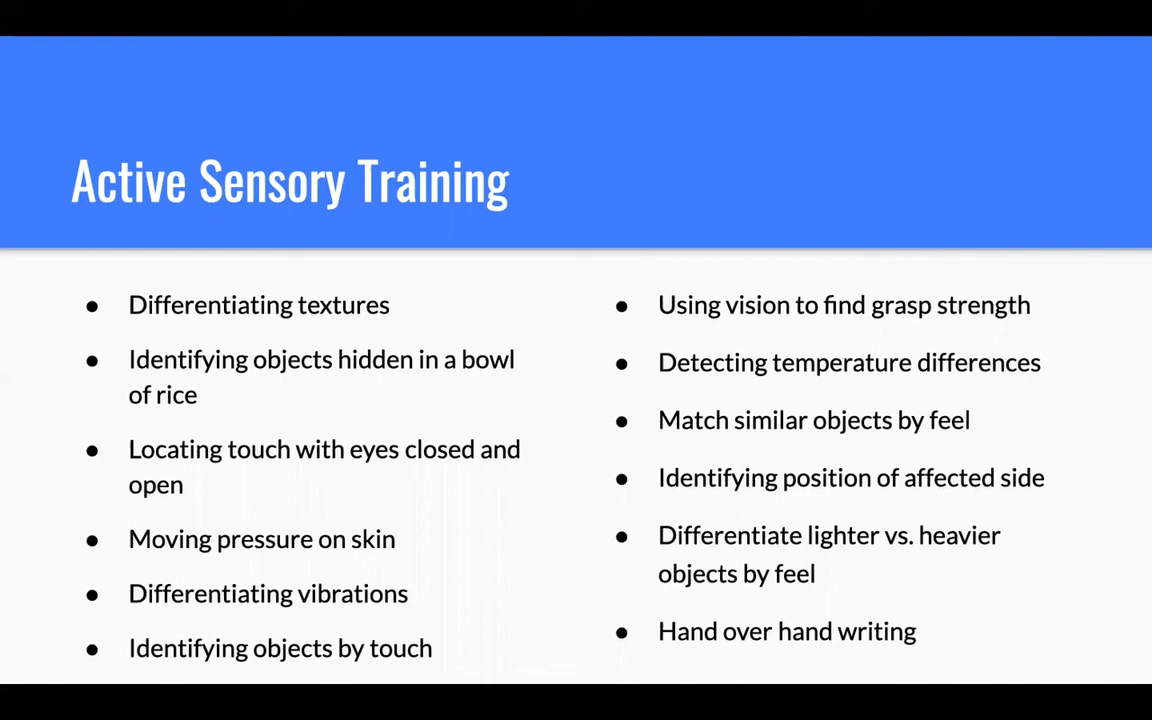 Active Sensory Training
● Differentiating textures
● Identifying objects hidden in a bowl
of rice
● Locating touch with eyes closed and
open
● Moving pressure on skin
● Differentiating vibrations
● Identifying objects by touch
● Using vision to find grasp strength
● Detecting temperature differences
● Match similar objects by feel
● Identifying position of affected side
● Differentiate lighter vs. heavier
objects by feel
● Hand over hand writing